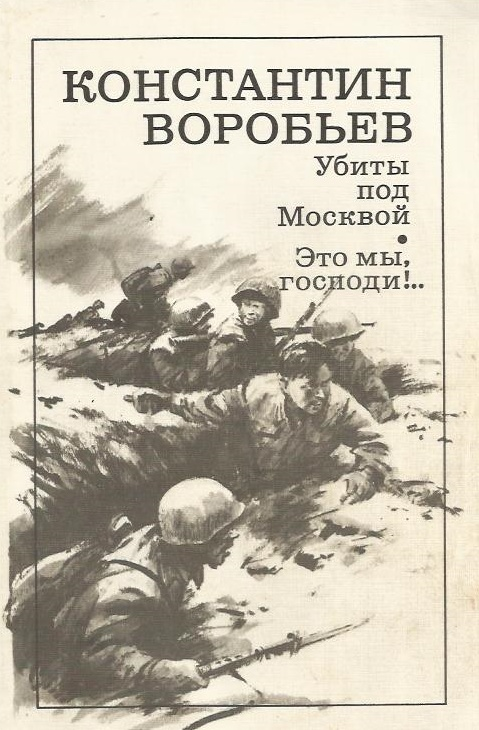 КОНСТАНТИН
ВОРОБЬЕВ
Убиты
под
Москвой
•
Это мы,
господи!..